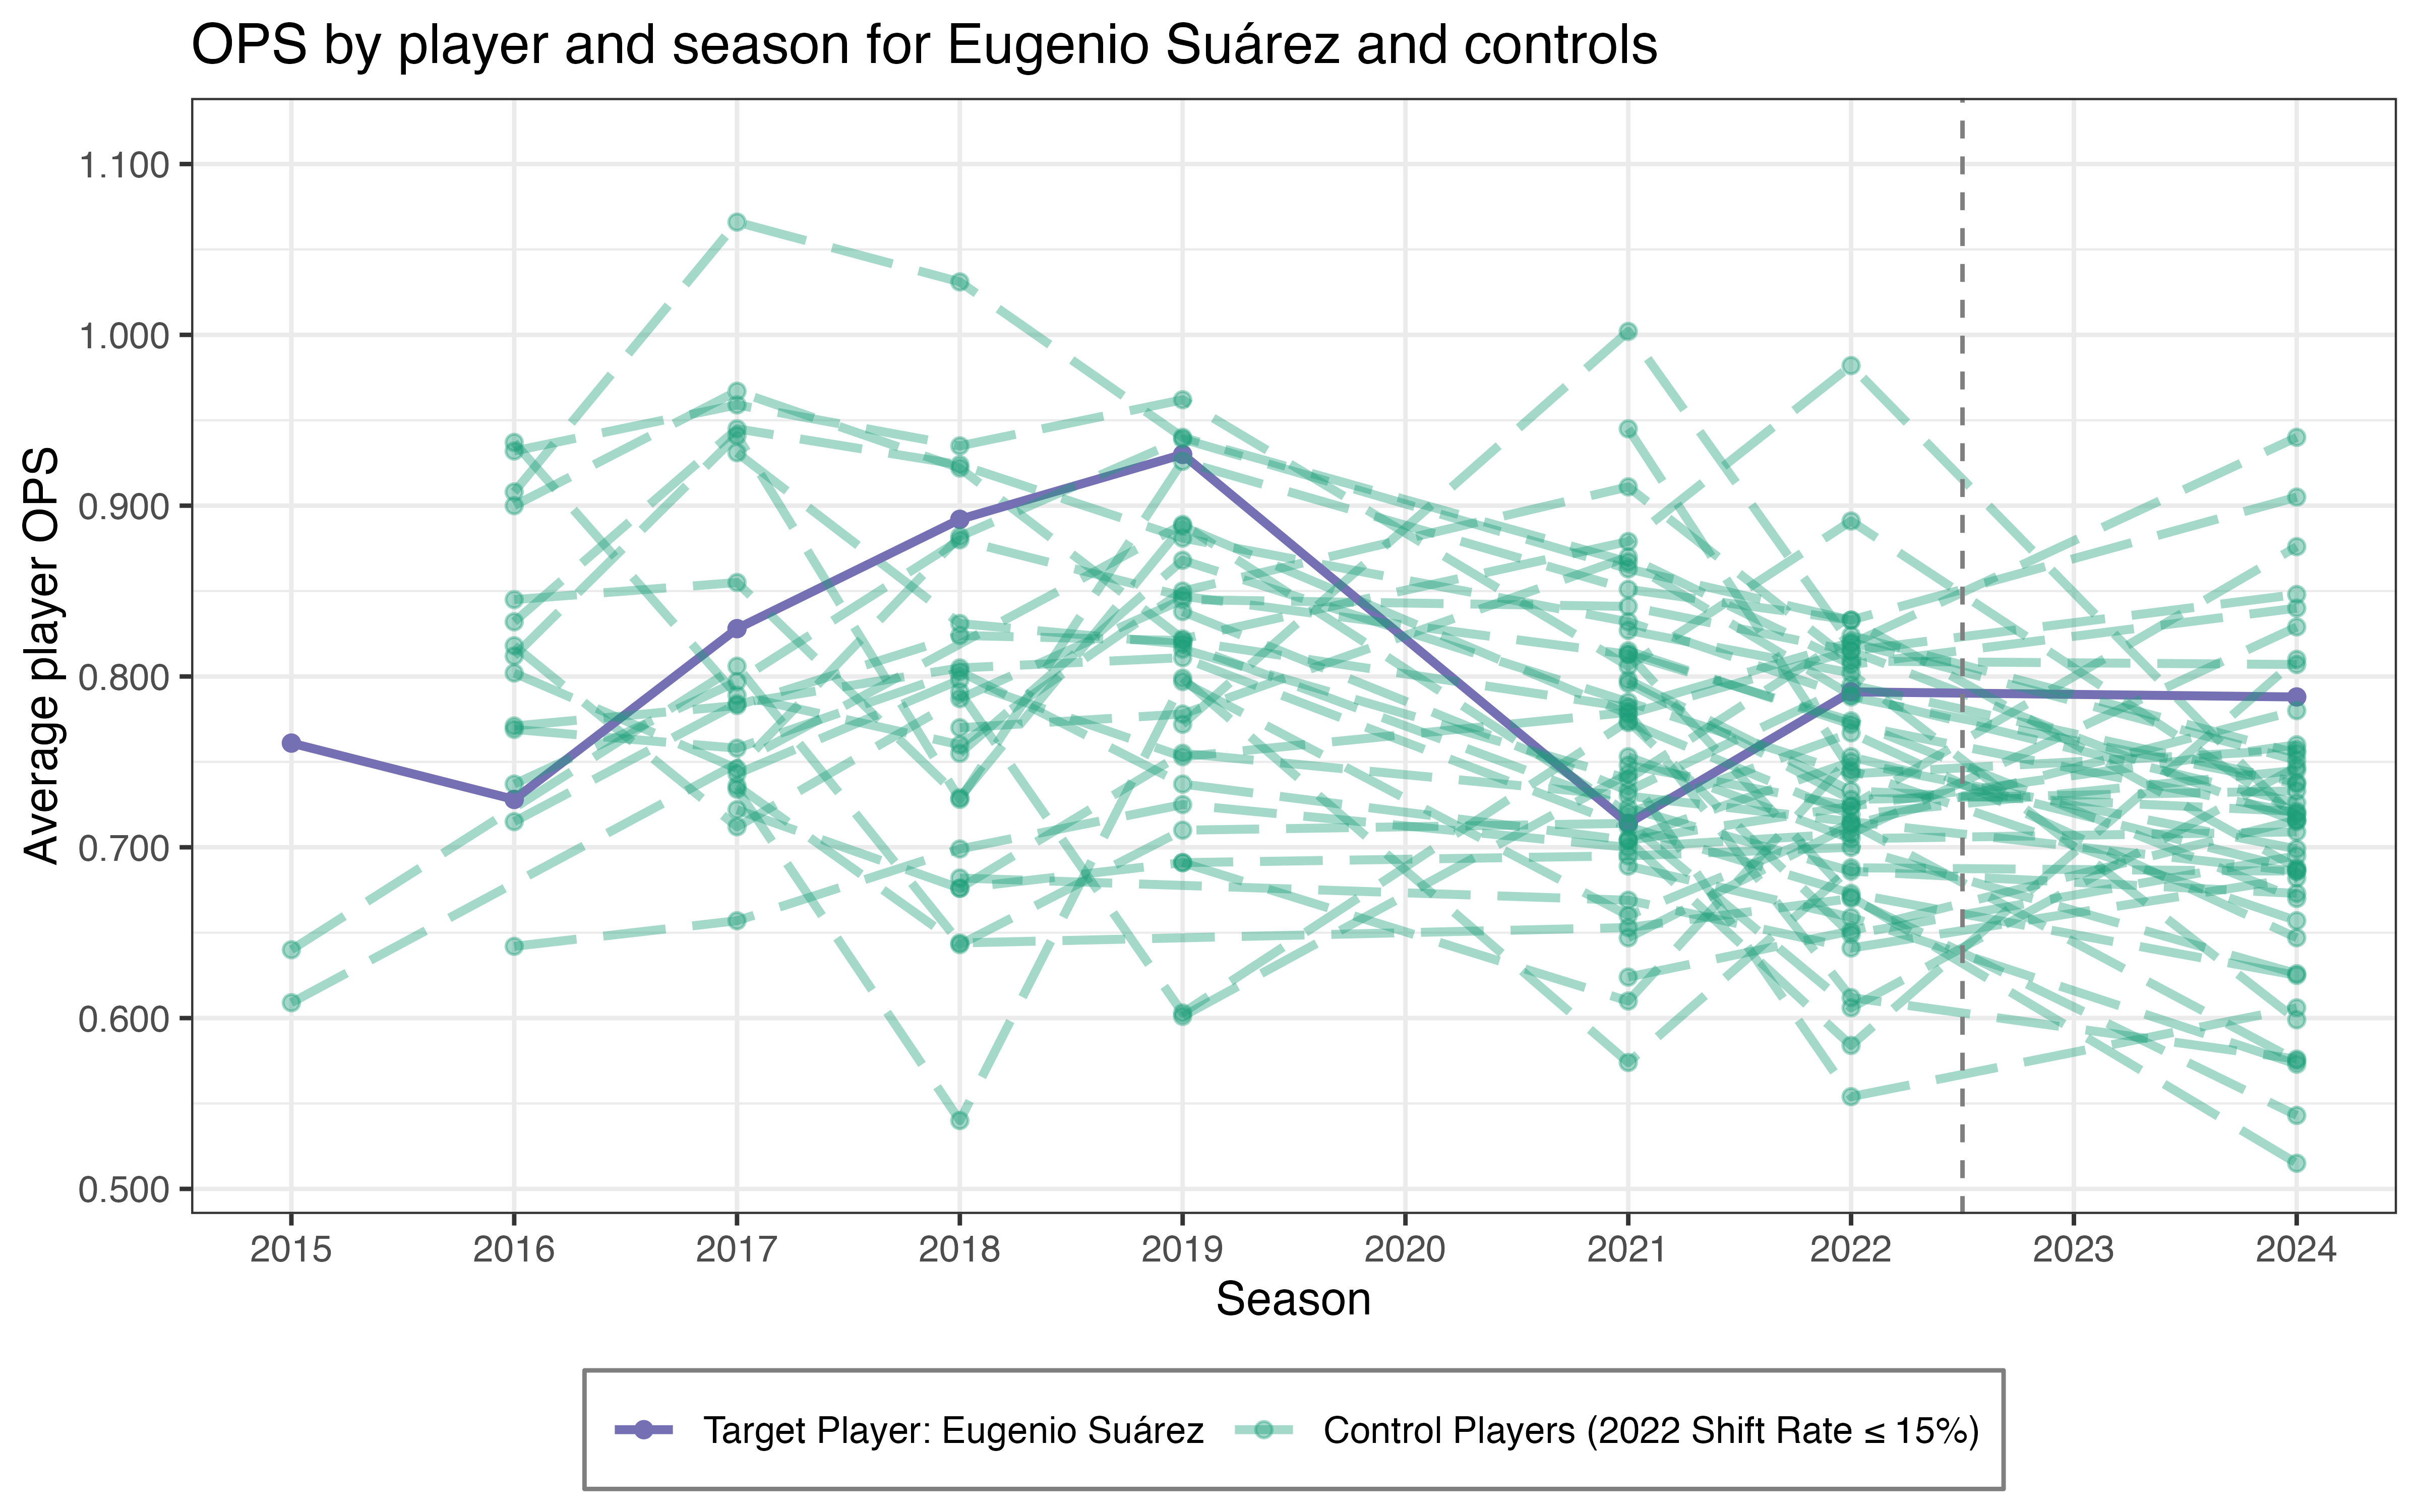 OPS by player and season for Eugenio Suárez and controls
Average player OPS
1.100
1.000
0.900
0.800
0.700
0.600
0.500
2015 2016 2017 2018 2019 2020 2021 2022 2023 2024
Season
Target Player: Eugenio Suárez Control Players (2022 Shift Rate ≤ 15%)